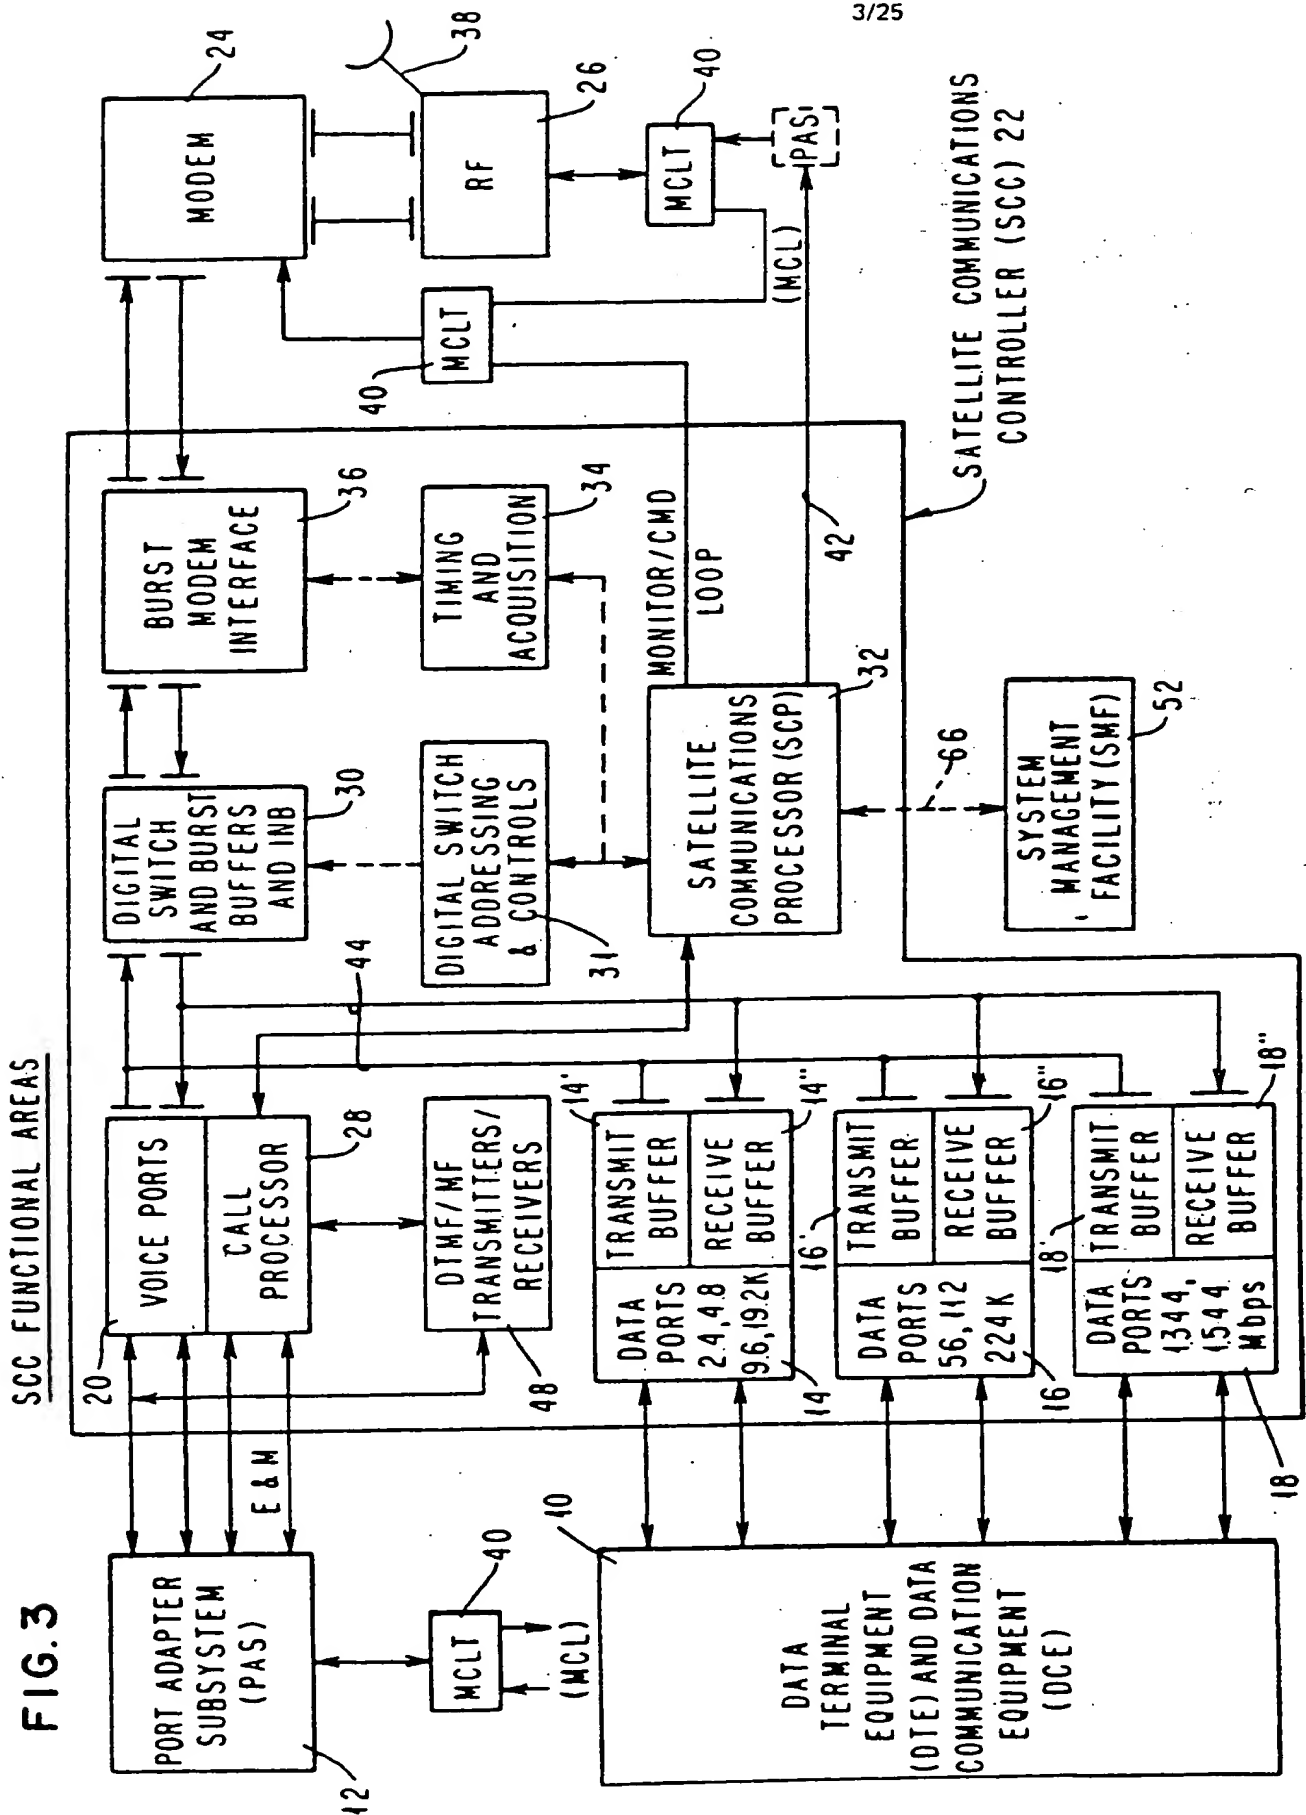 3/25
FIG.3
SCC FUNCTIONAL AREAS
PORT ADAPTER
SUBSYSTEM
(PAS)
12
E & M
MCLT
40
(MCL)
10
DATA
TERMINAL
EQUIPMENT
(DTE) AND DATA
COMMUNICATION
EQUIPMENT
(DCE)
20
VOICE PORTS
CALL
PROCESSOR
28
DTMF/MF
TRANSMITTERS/
RECEIVERS
48
DATA
PORTS
2.4,4.8
9.6,19.2K
14
TRANSMIT
BUFFER
14'
RECEIVE
BUFFER
14"
DATA
PORTS
56,112
224K
16
TRANSMIT
BUFFER
16'
RECEIVE
BUFFER
16"
DATA
PORTS
1.344,
1.544
Mbps
18
TRANSMIT
BUFFER
18'
RECEIVE
BUFFER
18"
44
DIGITAL
SWITCH
AND BURST
BUFFERS
AND INB
30
DIGITAL SWITCH
ADDRESSING
& CONTROLS
31
SATELLITE
COMMUNICATIONS
PROCESSOR (SCP)
32
66
SYSTEM
MANAGEMENT
FACILITY (SMF)
52
BURST
MODEM
INTERFACE
36
TIMING
AND
ACQUISITION
34
MONITOR/CMD
LOOP
42
SATELLITE COMMUNICATIONS
CONTROLLER (SCC) 22
MODEM
24
RF
26
38
MCLT
40
MCLT
40
(MCL)
PAS